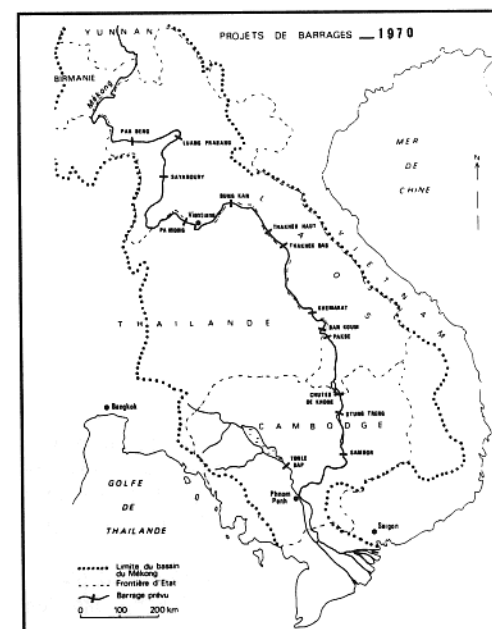 PROJETS DE BARRAGES __ 1970
YUNNAN
BIRMANIE
Mékong
PAK BENG
LUANG PRABANG
SAYABOURY
MER
DE
CHINE
N
BUNG KAN
Vientiane
PA MONG
THAKHEK HAUT
THAKHEK BAS
LAOS
VIETNAM
KHEMARAT
BAN KOUM
PAKSE
THAILANDE
CHUTES
DE KHONE
STUNG TRENG
CAMBODGE
SAMBOR
TONLE
SAP
Bangkok
Phnom
Penh
Saigon
GOLFE
DE
THAILANDE
Limite du bassin
du Mékong
Frontière d'Etat
Barrage prévu
0 100 200 km